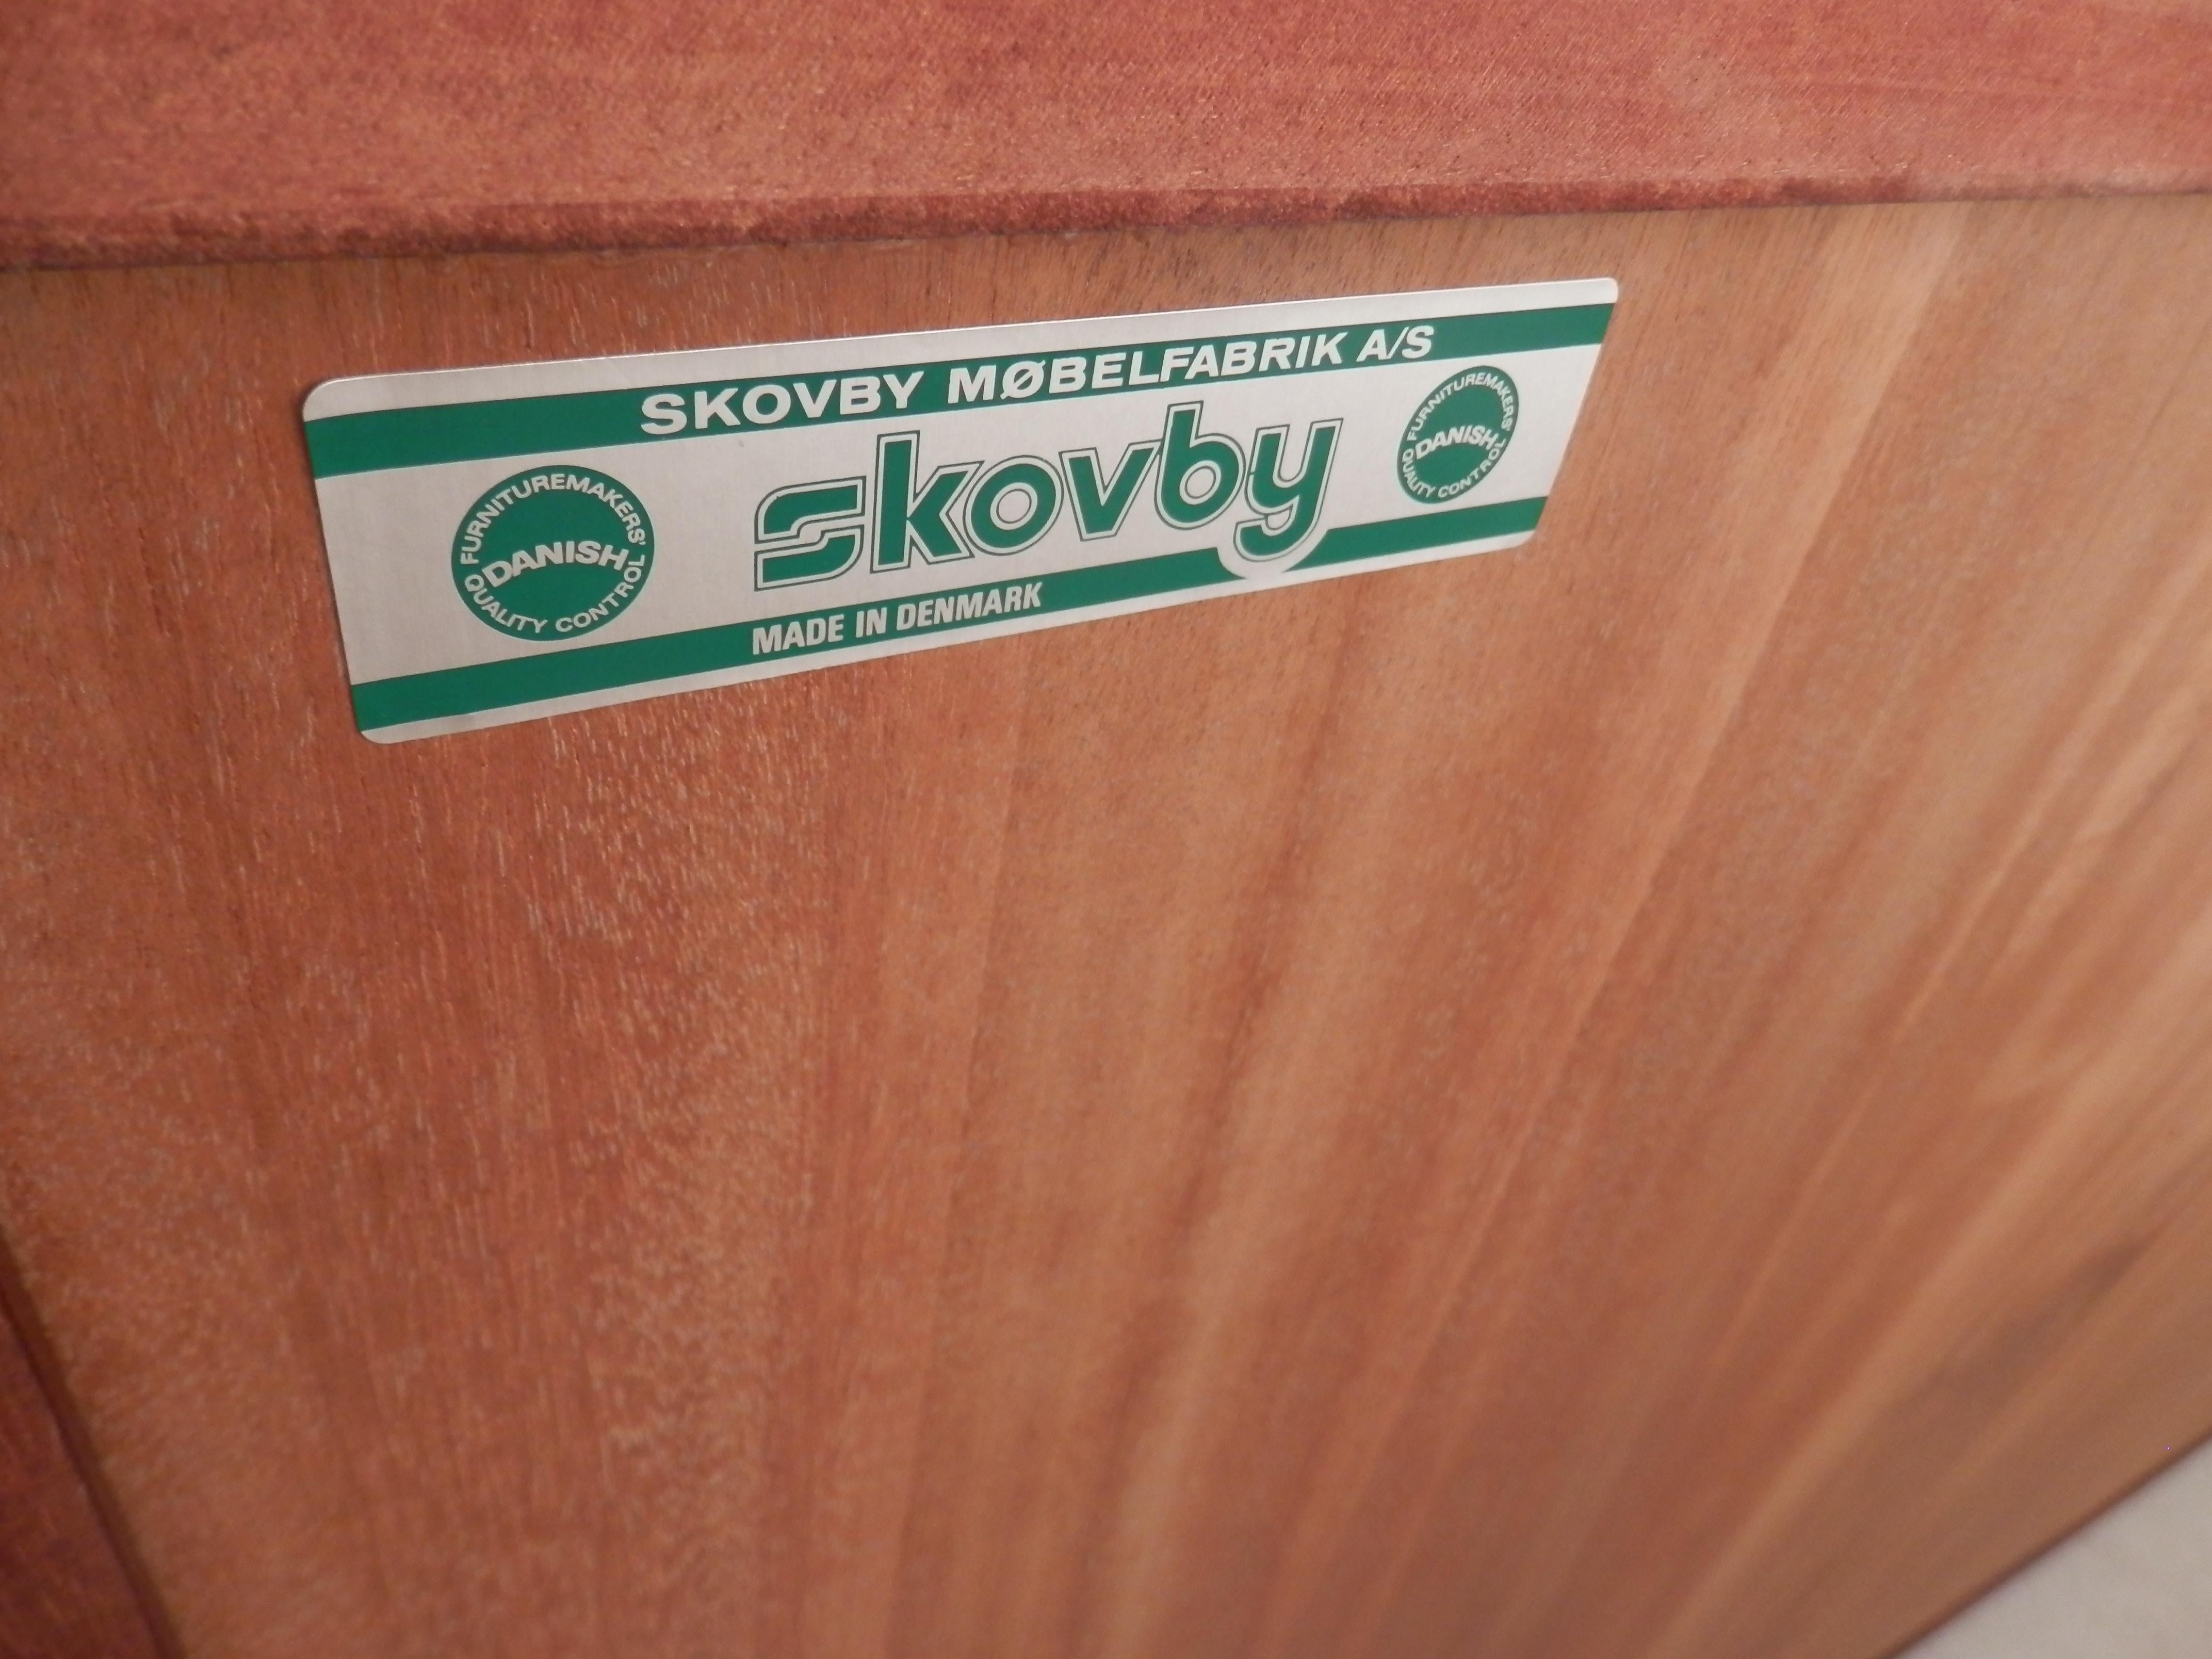 SKOVBY MØBELFABRIK A/S
FURNITUREMAKERS'
DANISH
QUALITY CONTROL
skovby
FURNITUREMAKERS'
DANISH
QUALITY CONTROL
MADE IN DENMARK